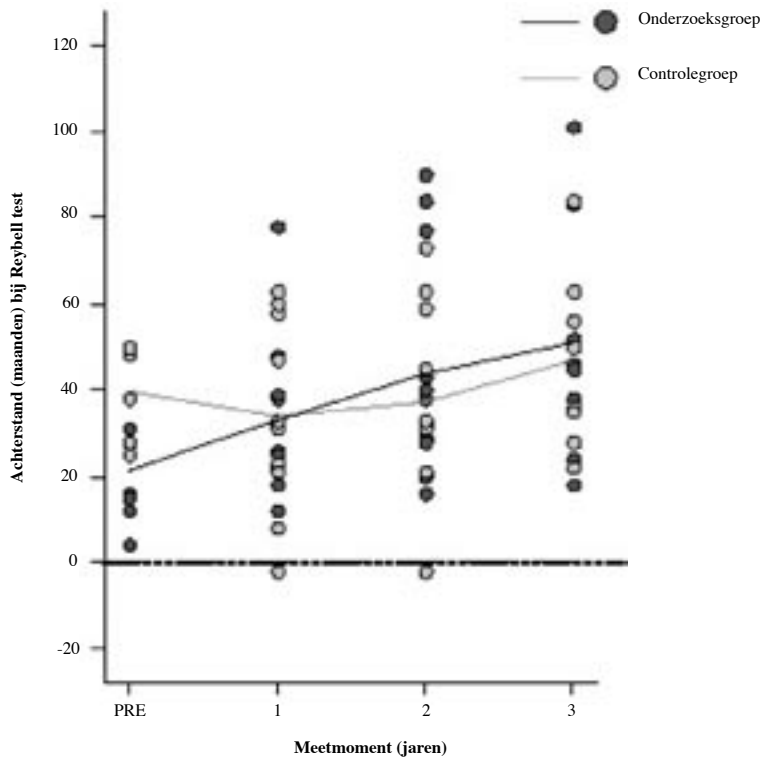 Onderzoeksgroep
Controlegroep
120
100
80
60
40
20
0
-20
Achterstand (maanden) bij Reybell test
PRE 1 2 3
Meetmoment (jaren)